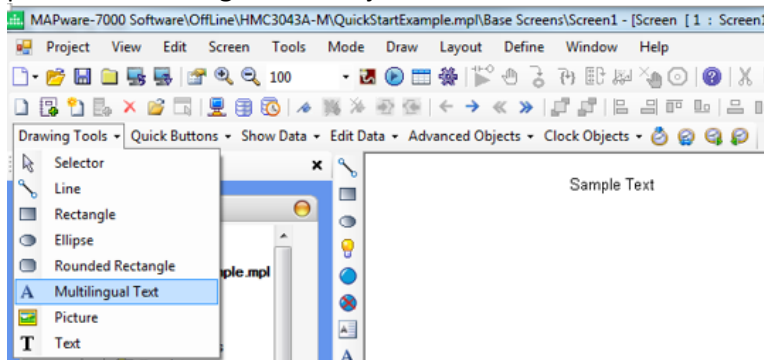 MAPware-7000 Software\OffLine\HMC3043A-M\QuickStartExample.mpl\Base Screens\Screen1 - [Screen [ 1 : Screen1
Project View Edit Screen Tools Mode Draw Layout Define Window Help
100
Drawing Tools Quick Buttons Show Data Edit Data Advanced Objects Clock Objects
Selector
Line
Rectangle
Ellipse
Rounded Rectangle
Multilingual Text
Picture
Text
ple.mpl
Sample Text